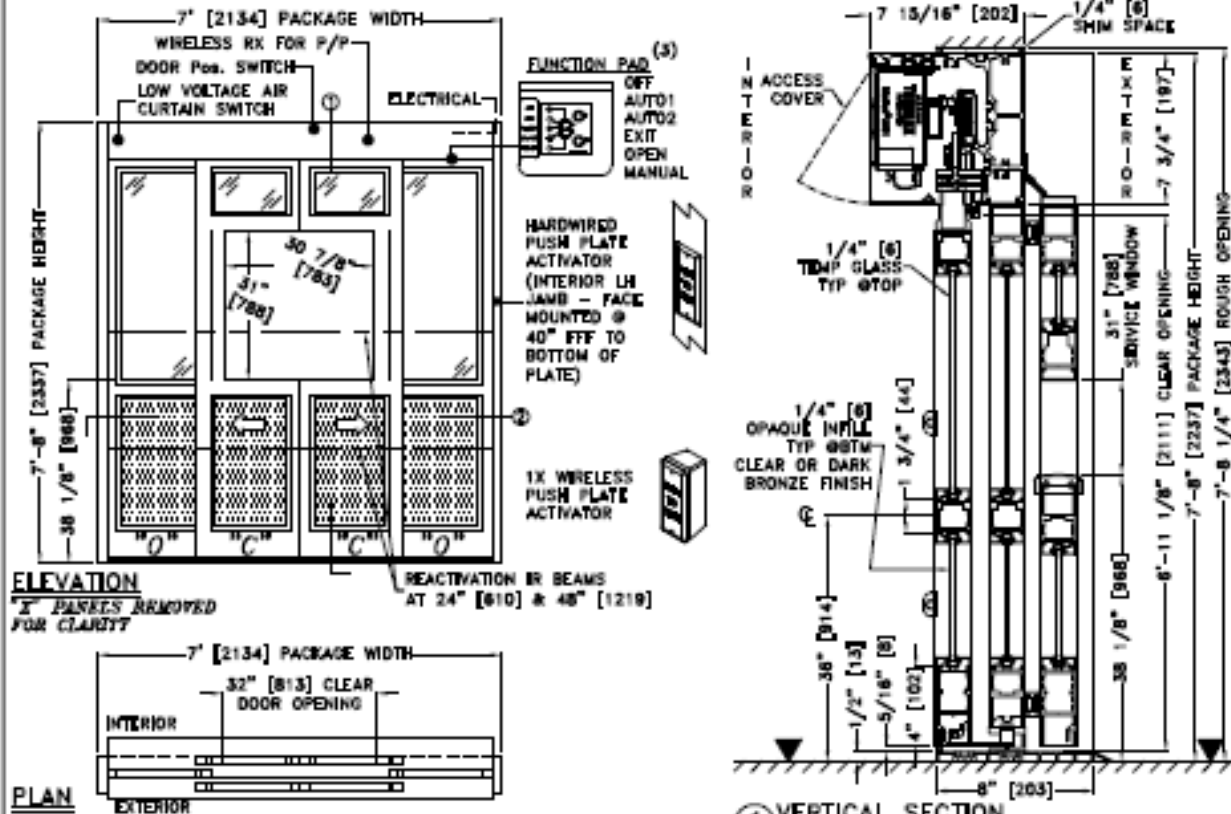 7' [2134] PACKAGE WIDTH
WIRELESS RX FOR P/P
DOOR Pos. SWITCH
LOW VOLTAGE AIR
CURTAIN SWITCH
1
ELECTRICAL
FUNCTION PAD (3)
OFF
AUTO1
AUTO2
EXIT
OPEN
MANUAL
7'-8" [2337] PACKAGE HEIGHT
38 1/8" [968]
30 7/8"
[783]
31"
[788]
HARDWIRED
PUSH PLATE
ACTIVATOR
(INTERIOR LH
JAMB - FACE
MOUNTED @
40" FFF TO
BOTTOM OF
PLATE)
2
1X WIRELESS
PUSH PLATE
ACTIVATOR
"O" "C" "C" "O"
REACTIVATION IR BEAMS
AT 24" [610] & 48" [1219]
ELEVATION
"X" PANELS REMOVED
FOR CLARITY
7' [2134] PACKAGE WIDTH
32" [813] CLEAR
DOOR OPENING
INTERIOR
EXTERIOR
PLAN
7 15/16" [202]
1/4" [6]
SHIM SPACE
INTERIOR
ACCESS
COVER
EXTERIOR
7 3/4" [197]
1/4" [6]
TEMP GLASS
TYP @TOP
31" [788]
SERVICE WINDOW
6'-11 1/8" [2111] CLEAR OPENING
7'-8" [2237] PACKAGE HEIGHT
7'-8 1/4" [2343] ROUGH OPENING
1/4" [6]
OPAQUE INFILL
TYP @BTM
CLEAR OR DARK
BRONZE FINISH
1 3/4" [44]
36" [914]
1/2" [13]
5/16" [8]
4" [102]
38 1/8" [968]
8" [203]
VERTICAL SECTION